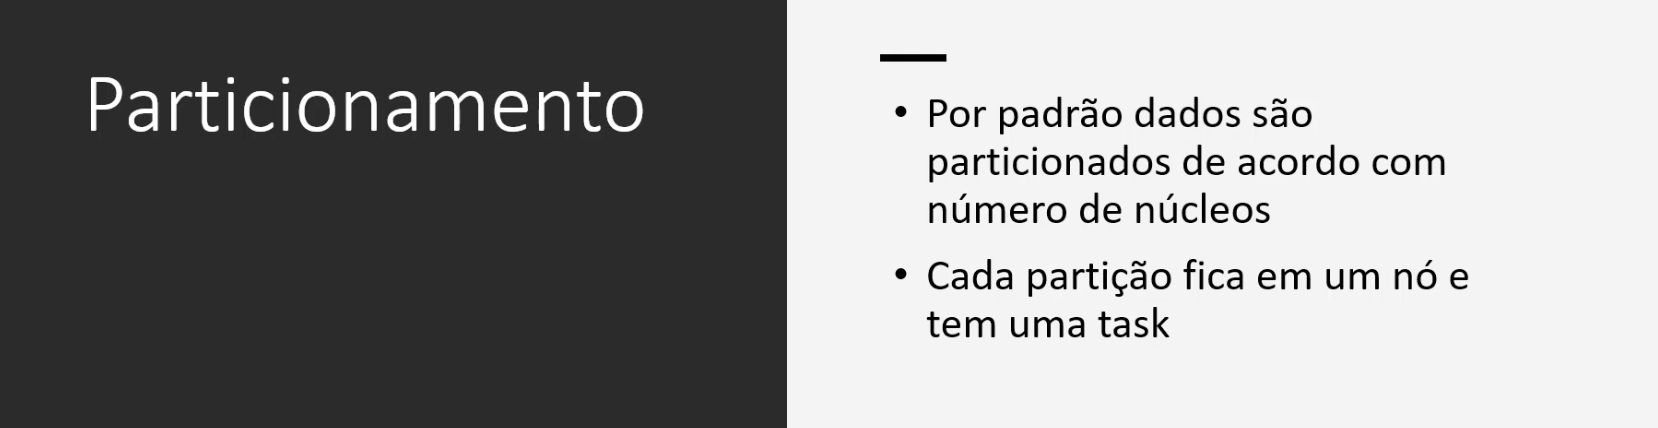 Particionamento
• Por padrão dados são
particionados de acordo com
número de núcleos
• Cada partição fica em um nó e
tem uma task